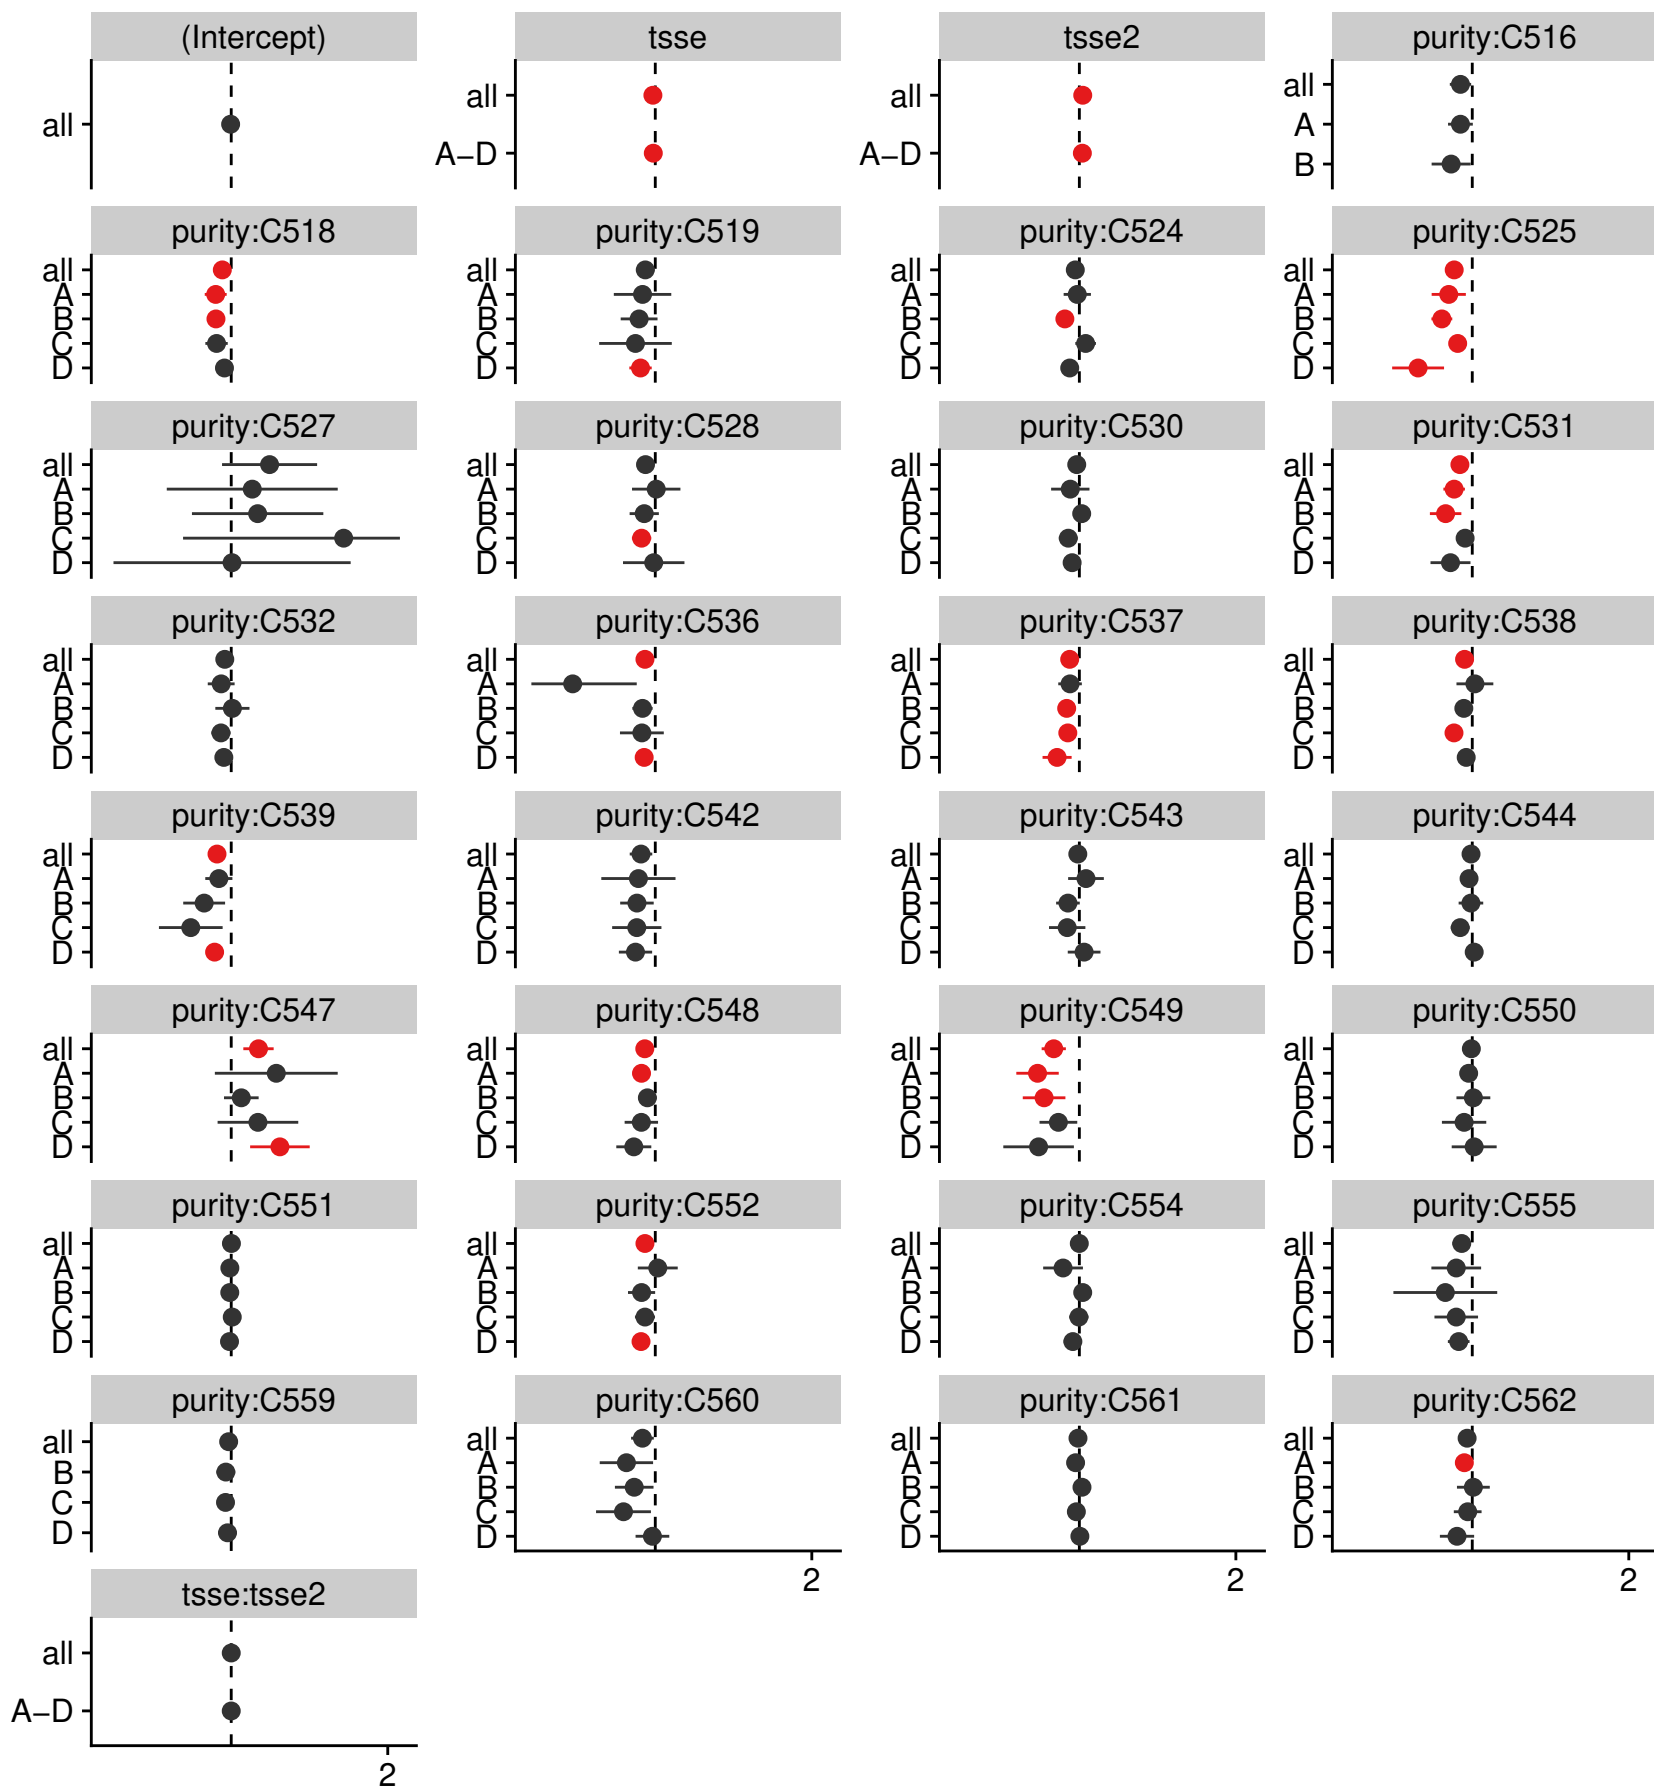 (Intercept)
tsse
tsse2
purity:C516
all
all
A–D
all
A–D
all
A
B
purity:C518
purity:C519
purity:C524
purity:C525
all
A
B
C
D
all
A
B
C
D
all
A
B
C
D
all
A
B
C
D
purity:C527
purity:C528
purity:C530
purity:C531
all
A
B
C
D
all
A
B
C
D
all
A
B
C
D
all
A
B
C
D
purity:C532
purity:C536
purity:C537
purity:C538
all
A
B
C
D
all
A
B
C
D
all
A
B
C
D
all
A
B
C
D
purity:C539
purity:C542
purity:C543
purity:C544
all
A
B
C
D
all
A
B
C
D
all
A
B
C
D
all
A
B
C
D
purity:C547
purity:C548
purity:C549
purity:C550
all
A
B
C
D
all
A
B
C
D
all
A
B
C
D
all
A
B
C
D
purity:C551
purity:C552
purity:C554
purity:C555
all
A
B
C
D
all
A
B
C
D
all
A
B
C
D
all
A
B
C
D
purity:C559
purity:C560
purity:C561
purity:C562
all
B
C
D
all
A
B
C
D
all
A
B
C
D
all
A
B
C
D
2
2
2
tsse:tsse2
all
A–D
2